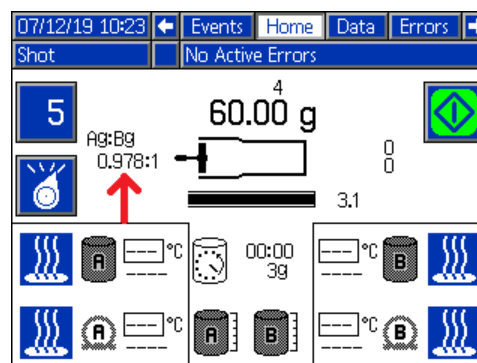 07/12/19 10:23 Events Home Data Errors
Shot No Active Errors
4
5 60.00 g
Ag:Bg
0.978:1
0
0
3.1
A ---- °C 00:00 ---- °C B
---- 3g ----
A ---- °C A B ---- °C B
---- ----